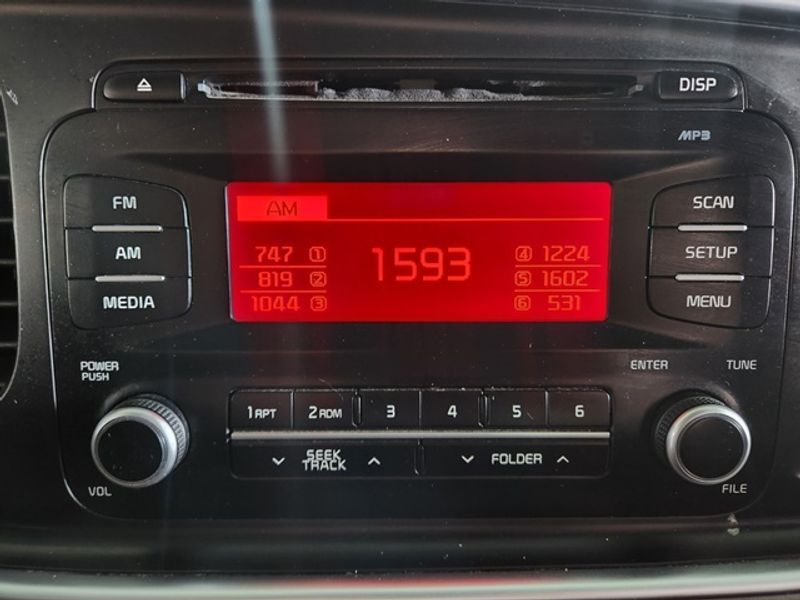 DISP
MP3
FM
AM
MEDIA
AM
747 1
819 2
1044 3
1593
4 1224
5 1602
6 531
SCAN
SETUP
MENU
POWER
PUSH
VOL
1 APT 2 RDM 3 4 5 6
SEEK
TRACK
FOLDER
ENTER
TUNE
FILE